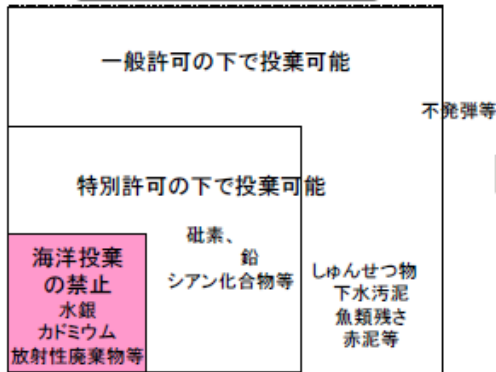 一般許可の下で投棄可能
不発弾等
特別許可の下で投棄可能
砒素、
鉛
シアン化合物等
海洋投棄
の禁止
水銀
カドミウム
放射性廃棄物等
しゅんせつ物
下水汚泥
魚類残さ
赤泥等